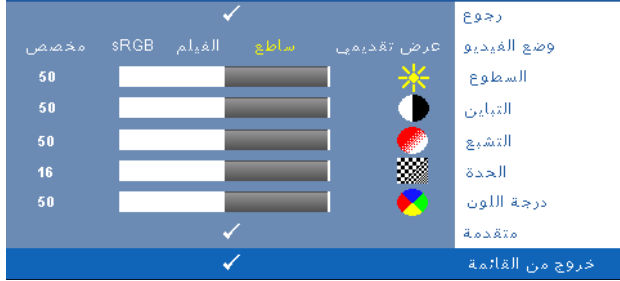 رجوع
وضع الفيديو عرض تقديمي ساطع الفيلم sRGB مخصص
السطوع 50
التباين 50
التشبع 50
الحدة 16
درجة اللون 50
متقدمة
خروج من القائمة